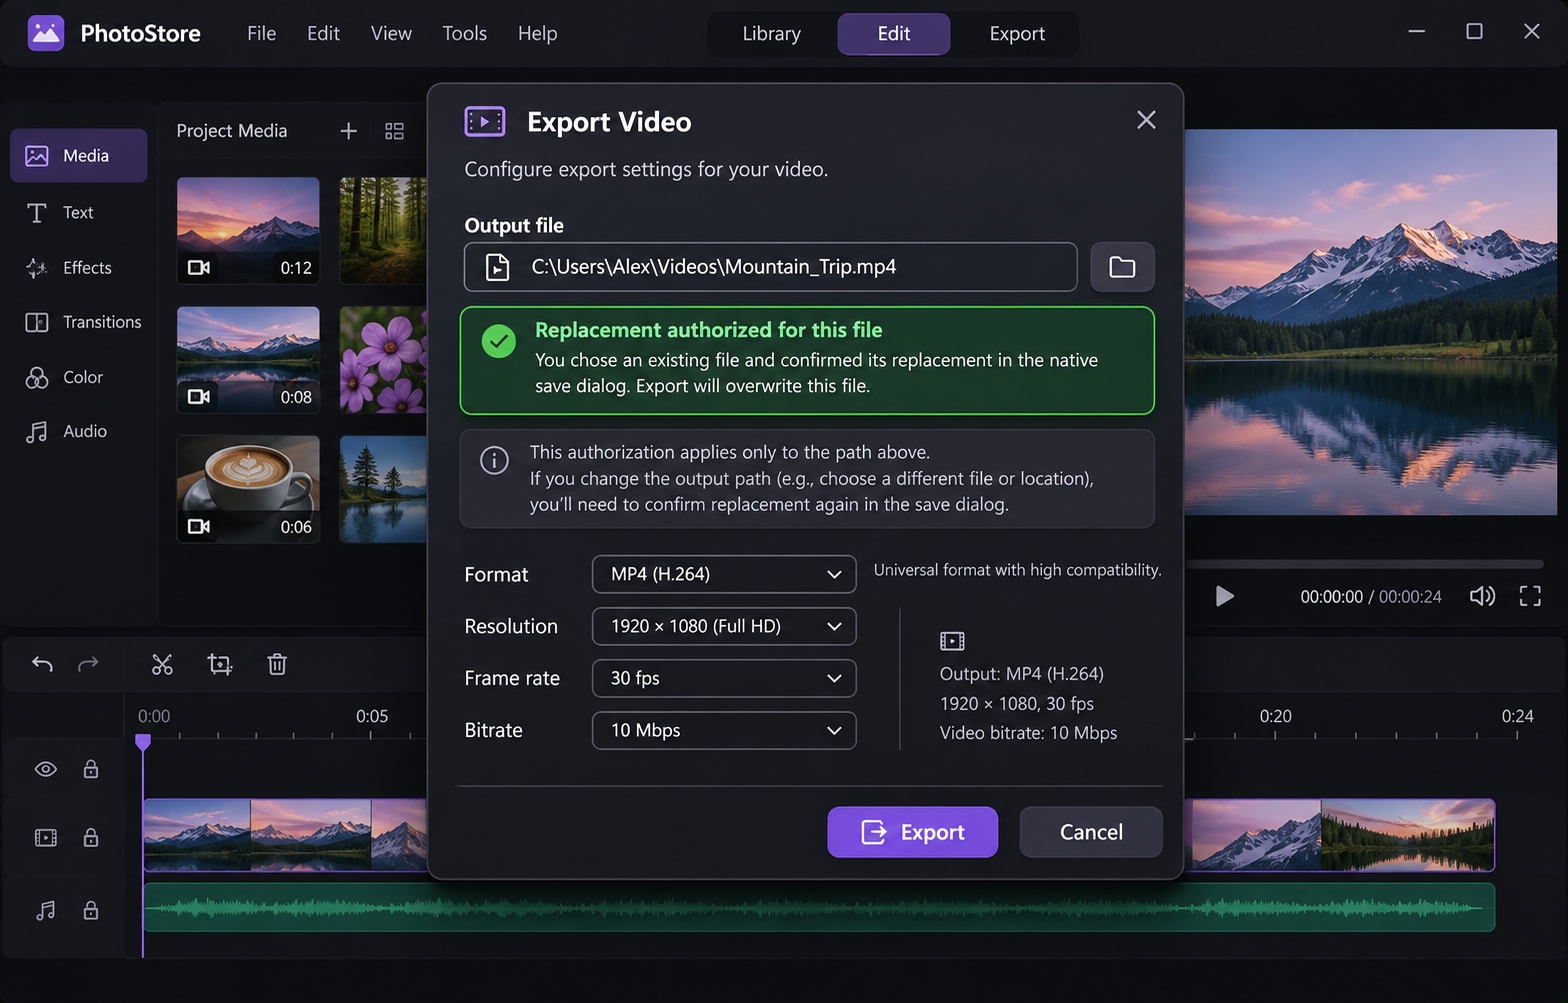 PhotoStore
File Edit View Tools Help
Library Edit Export
Media
Text
Effects
Transitions
Color
Audio
Project Media
0:12
0:08
0:06
Export Video
Configure export settings for your video.
Output file
C:\Users\Alex\Videos\Mountain_Trip.mp4
Replacement authorized for this file
You chose an existing file and confirmed its replacement in the native
save dialog. Export will overwrite this file.
This authorization applies only to the path above.
If you change the output path (e.g., choose a different file or location),
you’ll need to confirm replacement again in the save dialog.
Format MP4 (H.264) Universal format with high compatibility.
Resolution 1920 × 1080 (Full HD)
Frame rate 30 fps
Bitrate 10 Mbps
Output: MP4 (H.264)
1920 × 1080, 30 fps
Video bitrate: 10 Mbps
Export Cancel
00:00:00 / 00:00:24
0:00 0:05 0:20 0:24